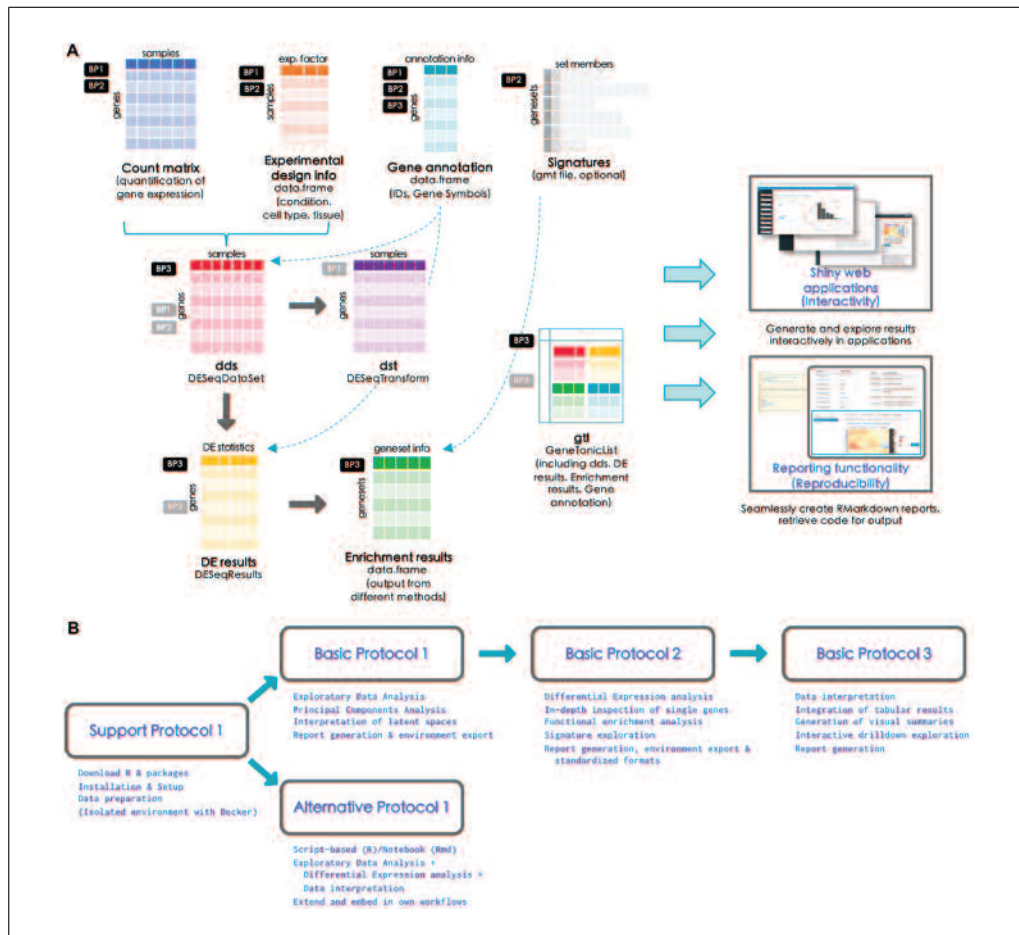 A
samples
BP1
BP2
genes
Count matrix
(quantification of
gene expression)
exp. factor
BP1
BP2
samples
Experimental
design info
data.frame
(condition,
cell type, tissue)
annotation info
BP1
BP2
BP3
genes
Gene annotation
data.frame
(IDs, Gene Symbols)
set members
BP2
genesets
Signatures
(gmt file, optional)
samples
BP3
BP1
BP2
genes
dds
DESeqDataSet
samples
BP1
genes
dst
DESeqTransform
DE statistics
BP3
BP2
genes
DE results
DESeqResults
geneset info
BP3
genesets
Enrichment results
data.frame
(output from
different methods)
BP3
BP3
gtl
GeneTonicList
(including dds, DE
results, Enrichment
results, Gene
annotation)
Shiny web
applications
(Interactivity)
Generate and explore results
interactively in applications
Reporting functionality
(Reproducibility)
Seamlessly create RMarkdown reports,
retrieve code for output
B
Support Protocol 1
Download R & packages
Installation & Setup
Data preparation
(Isolated environment with Docker)
Basic Protocol 1
Exploratory Data Analysis
Principal Components Analysis
Interpretation of latent spaces
Report generation & environment export
Alternative Protocol 1
Script-based (R)/Notebook (Rmd)
Exploratory Data Analysis +
Differential Expression analysis +
Data interpretation
Extend and embed in own workflows
Basic Protocol 2
Differential Expression analysis
In-depth inspection of single genes
Functional enrichment analysis
Signature exploration
Report generation, environment export &
standardized formats
Basic Protocol 3
Data interpretation
Integration of tabular results
Generation of visual summaries
Interactive drilldown exploration
Report generation